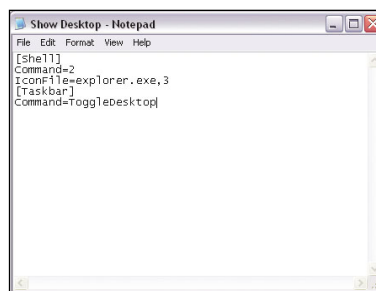 Show Desktop - Notepad
File Edit Format View Help
[Shell]
Command=2
IconFile=explorer.exe,3
[Taskbar]
Command=ToggleDesktop